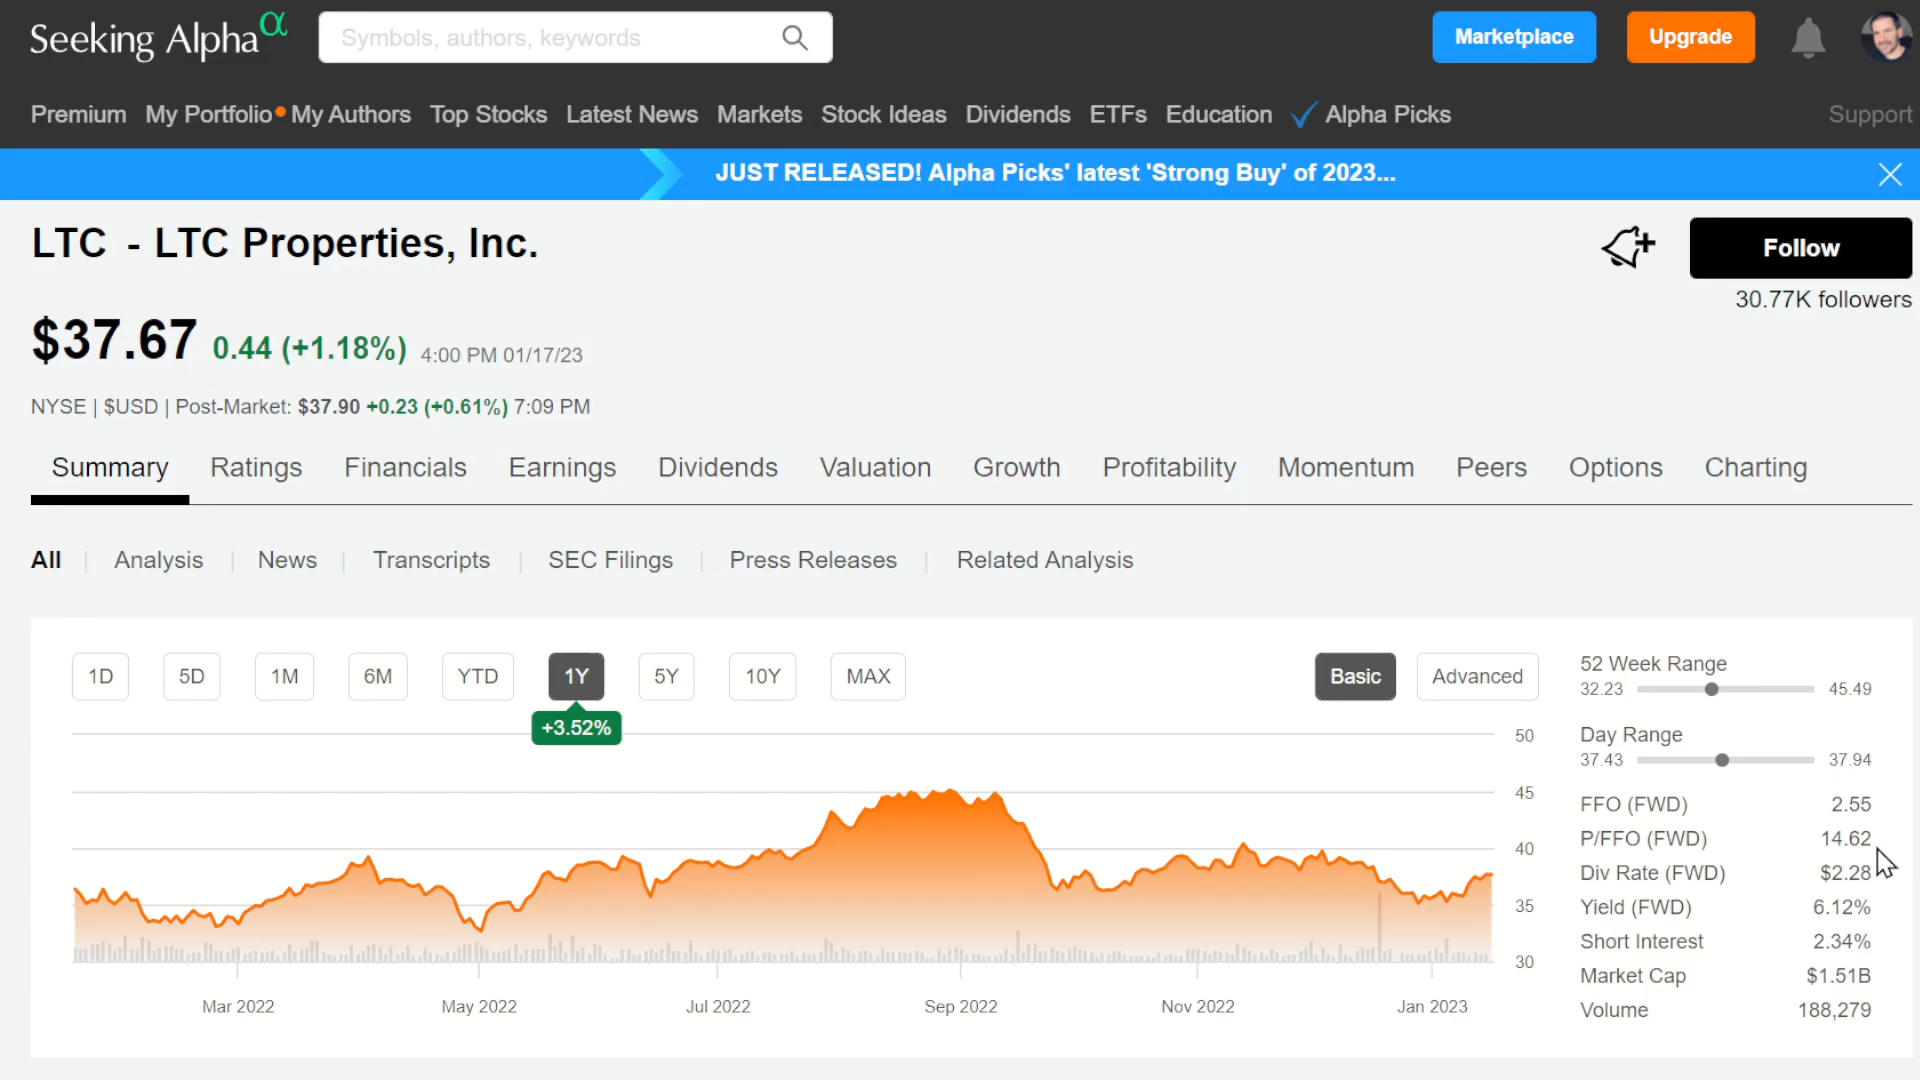 Seeking Alpha α
Symbols, authors, keywords
Marketplace
Upgrade
Premium My Portfolio My Authors Top Stocks Latest News Markets Stock Ideas Dividends ETFs Education Alpha Picks Support
JUST RELEASED! Alpha Picks' latest 'Strong Buy' of 2023...
LTC - LTC Properties, Inc.
Follow
30.77K followers
$37.67 0.44 (+1.18%) 4:00 PM 01/17/23
NYSE | $USD | Post-Market: $37.90 +0.23 (+0.61%) 7:09 PM
Summary Ratings Financials Earnings Dividends Valuation Growth Profitability Momentum Peers Options Charting
All | Analysis | News | Transcripts | SEC Filings | Press Releases | Related Analysis
1D 5D 1M 6M YTD 1Y 5Y 10Y MAX
Basic Advanced
+3.52%
50
45
40
35
30
Mar 2022 May 2022 Jul 2022 Sep 2022 Nov 2022 Jan 2023
52 Week Range
32.23 45.49
Day Range
37.43 37.94
FFO (FWD) 2.55
P/FFO (FWD) 14.62
Div Rate (FWD) $2.28
Yield (FWD) 6.12%
Short Interest 2.34%
Market Cap $1.51B
Volume 188,279